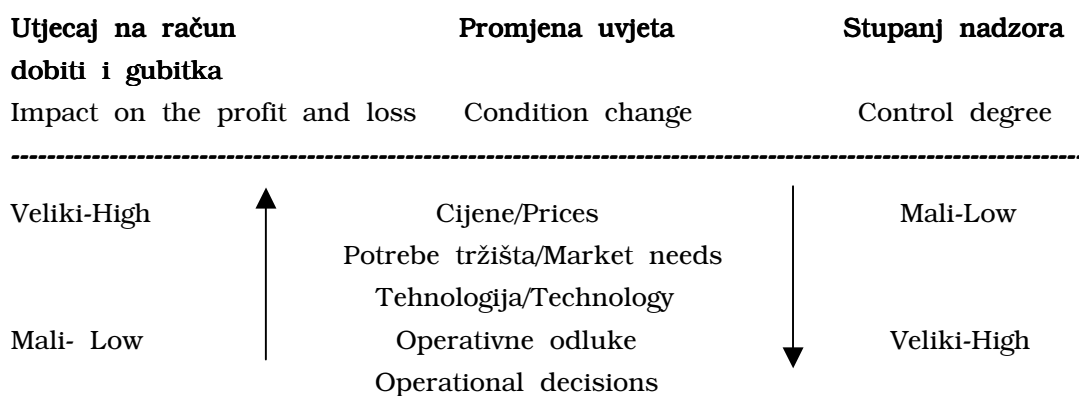 Utjecaj na račun Promjena uvjeta Stupanj nadzora
dobiti i gubitka
Impact on the profit and loss Condition change Control degree
Veliki-High Cijene/Prices Mali-Low
Potrebe tržišta/Market needs
Tehnologija/Technology
Mali- Low Operativne odluke Veliki-High
Operational decisions